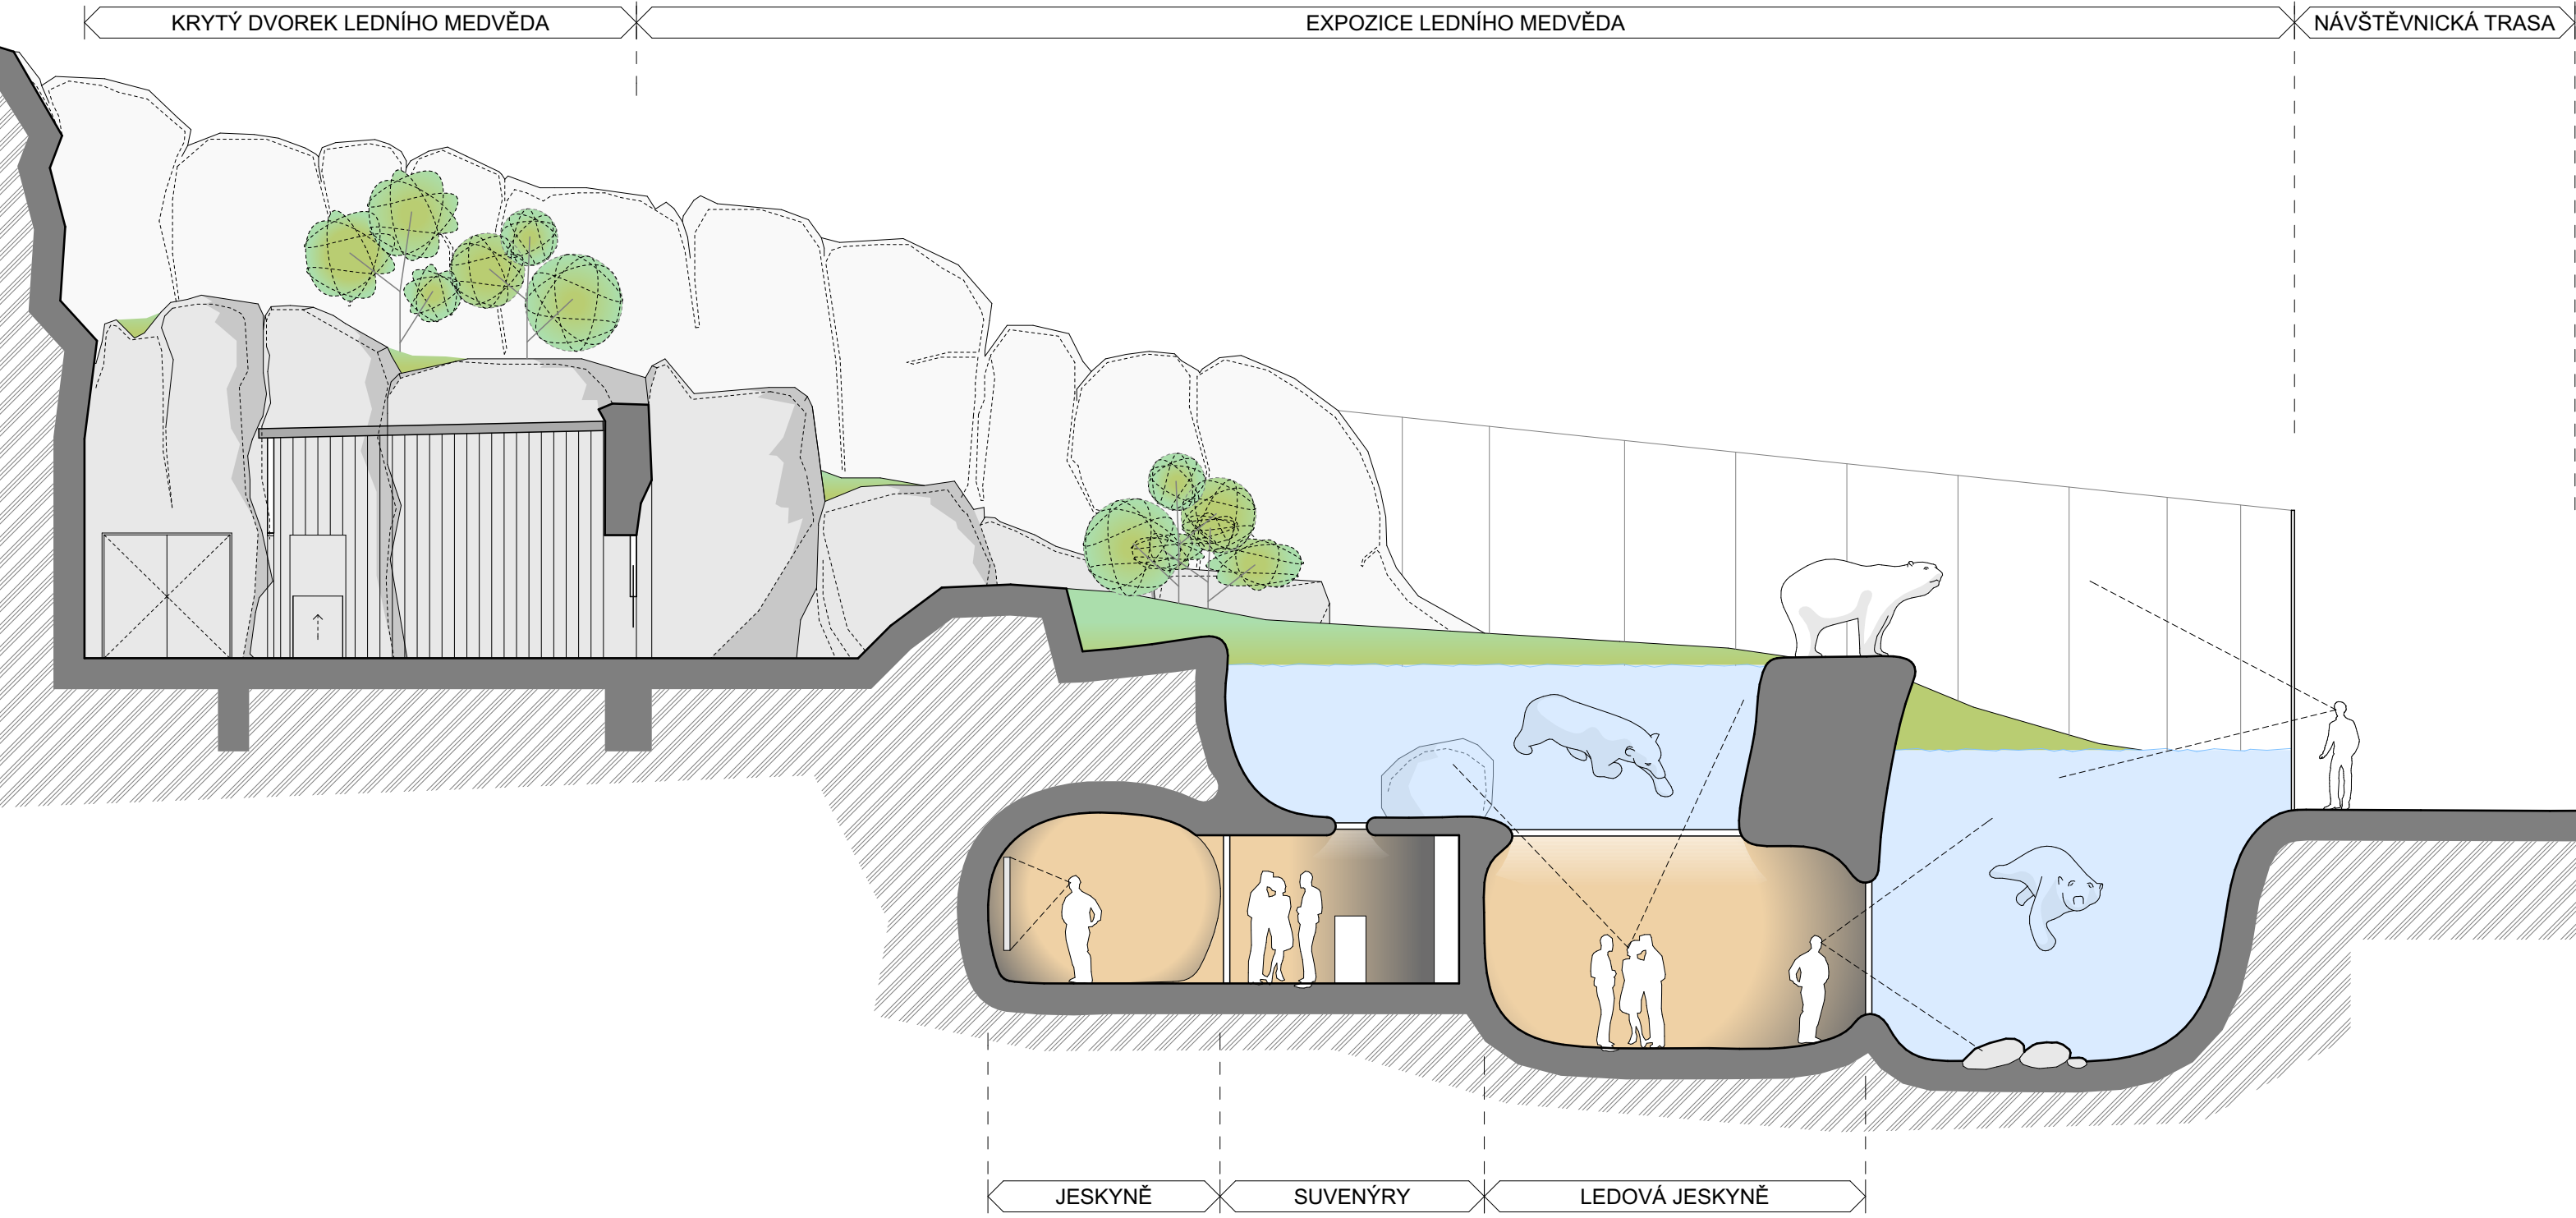 KRYTÝ DVOREK LEDNÍHO MEDVĚDA
EXPOZICE LEDNÍHO MEDVĚDA
NÁVŠTĚVNICKÁ TRASA
JESKYNĚ
SUVENÝRY
LEDOVÁ JESKYNĚ